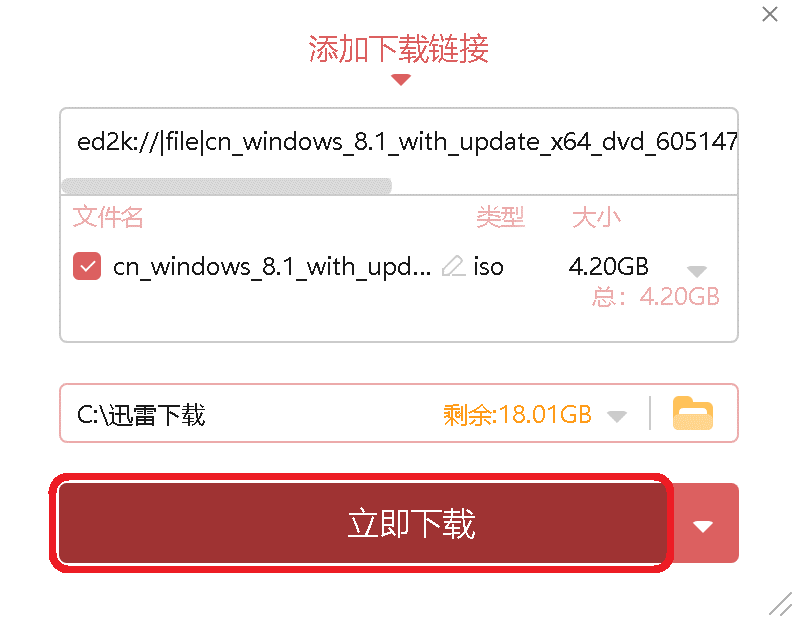 添加下载链接
ed2k://|file|cn_windows_8.1_with_update_x64_dvd_605147
文件名 类型 大小
cn_windows_8.1_with_upd... iso 4.20GB
总：4.20GB
C:\迅雷下载 剩余:18.01GB
立即下载